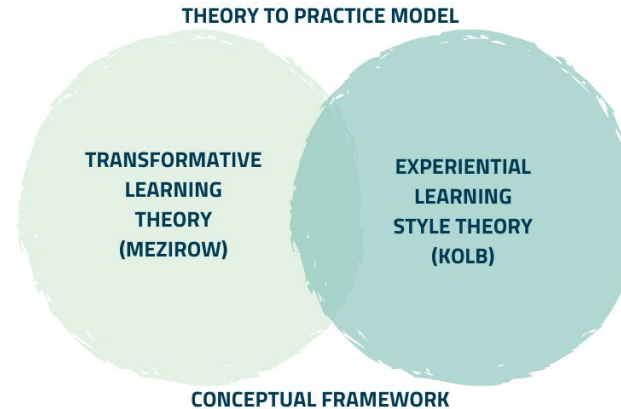 THEORY TO PRACTICE MODEL
TRANSFORMATIVE
LEARNING
THEORY
(MEZIROW)
EXPERIENTIAL
LEARNING
STYLE THEORY
(KOLB)
CONCEPTUAL FRAMEWORK